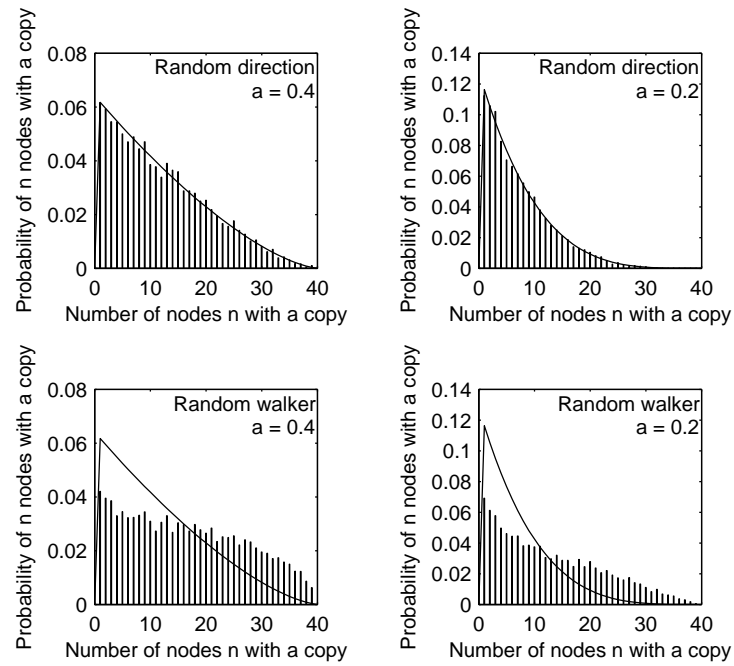 0.08
0.06
0.04
0.02
0
0 10 20 30 40
Number of nodes n with a copy
Probability of n nodes with a copy
Random direction
a = 0.4
0.14
0.12
0.1
0.08
0.06
0.04
0.02
0
0 10 20 30 40
Number of nodes n with a copy
Probability of n nodes with a copy
Random direction
a = 0.2
0.08
0.06
0.04
0.02
0
0 10 20 30 40
Number of nodes n with a copy
Probability of n nodes with a copy
Random walker
a = 0.4
0.14
0.12
0.1
0.08
0.06
0.04
0.02
0
0 10 20 30 40
Number of nodes n with a copy
Probability of n nodes with a copy
Random walker
a = 0.2